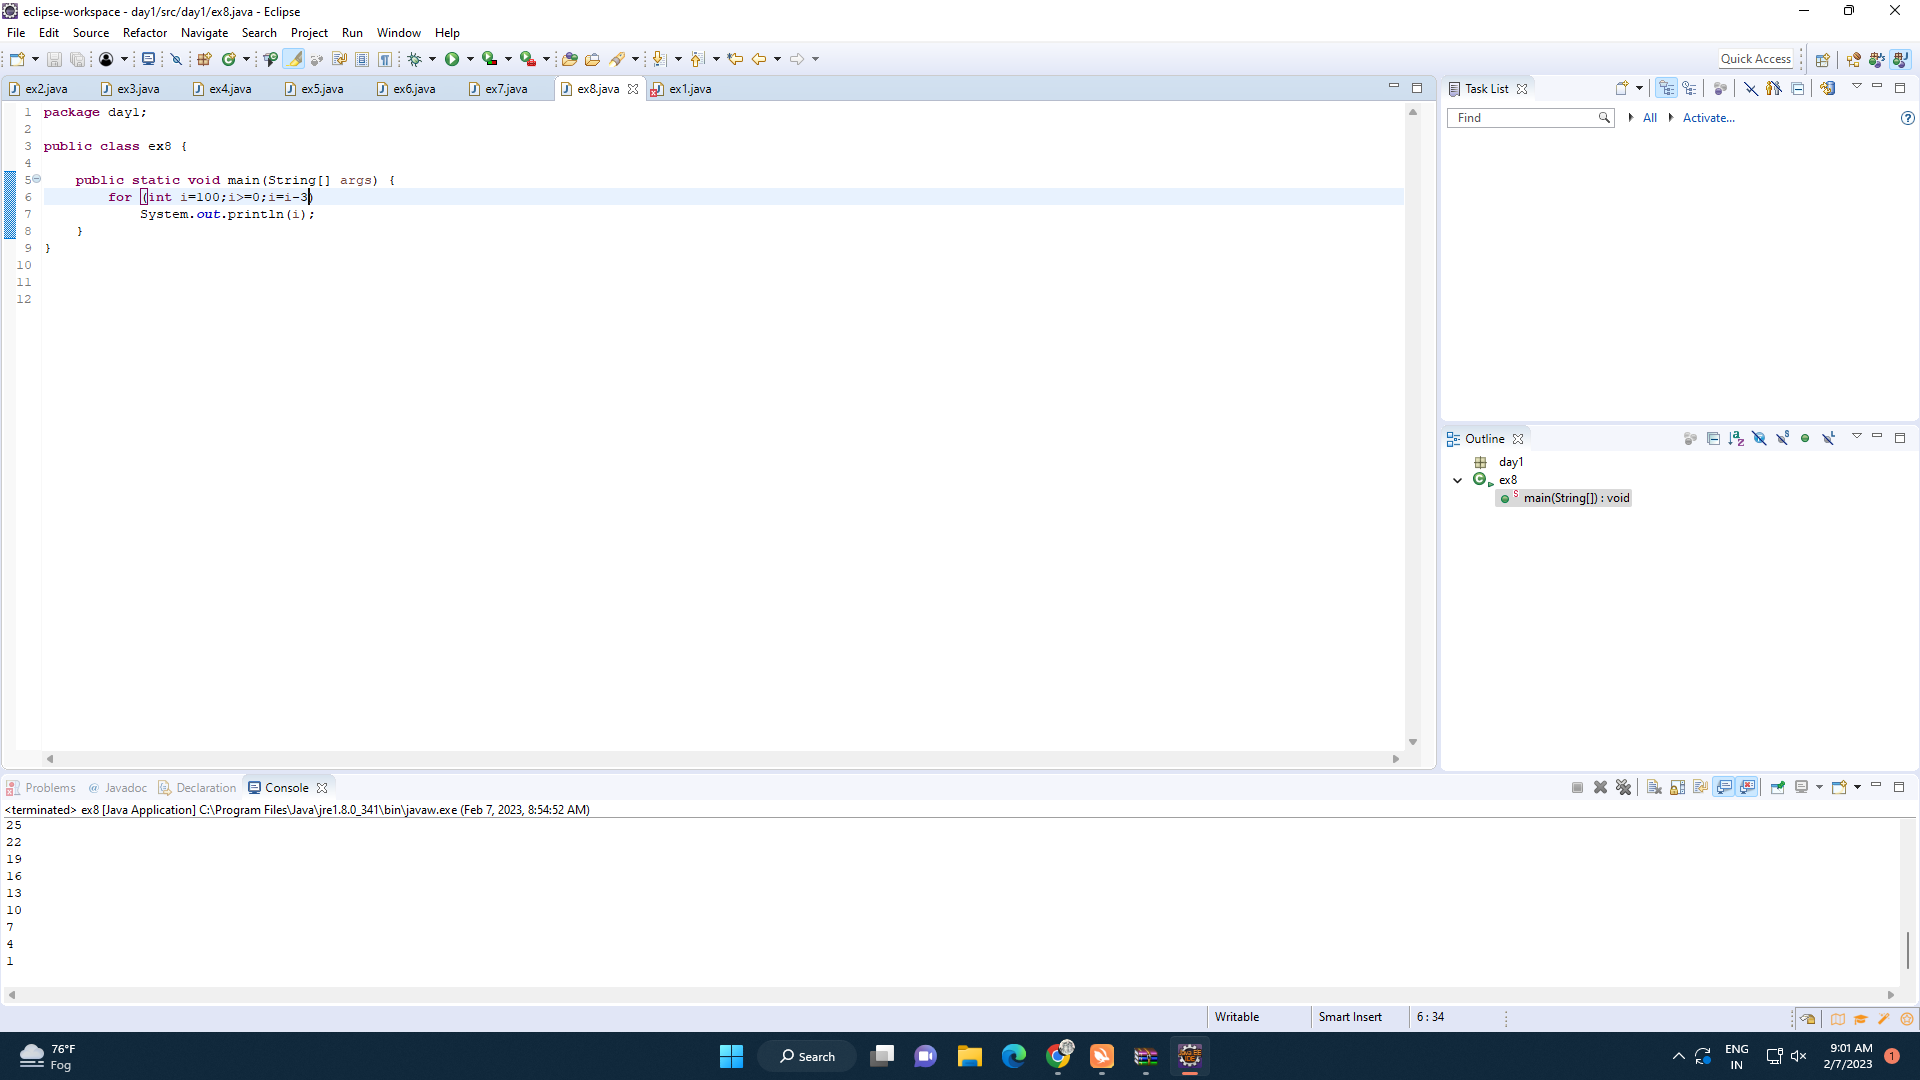 eclipse-workspace - day1/src/day1/ex8.java - Eclipse
File Edit Source Refactor Navigate Search Project Run Window Help
Quick Access
ex2.java ex3.java ex4.java ex5.java ex6.java ex7.java ex8.java ex1.java
Task List
Find All Activate...
1 package day1;
2
3 public class ex8 {
4
5 public static void main(String[] args) {
6 for (int i=100;i>=0;i=i-3)
7 System.out.println(i);
8 }
9 }
10
11
12
Outline
day1
ex8
main(String[]) : void
Problems Javadoc Declaration Console
<terminated> ex8 [Java Application] C:\Program Files\Java\jre1.8.0_341\bin\javaw.exe (Feb 7, 2023, 8:54:52 AM)
25
22
19
16
13
10
7
4
1
Writable Smart Insert 6 : 34
76°F
Fog
Search
ENG
IN
9:01 AM
2/7/2023
1